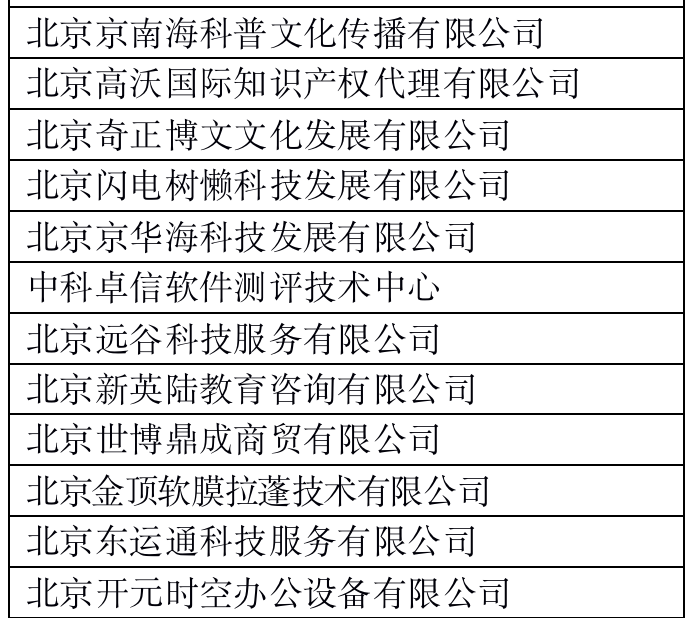 北京京南海科普文化传播有限公司
北京高沃国际知识产权代理有限公司
北京奇正博文文化发展有限公司
北京闪电树懒科技发展有限公司
北京京华海科技发展有限公司
中科卓信软件测评技术中心
北京远谷科技服务有限公司
北京新英陆教育咨询有限公司
北京世博鼎成商贸有限公司
北京金顶软膜拉蓬技术有限公司
北京东运通科技服务有限公司
北京开元时空办公设备有限公司